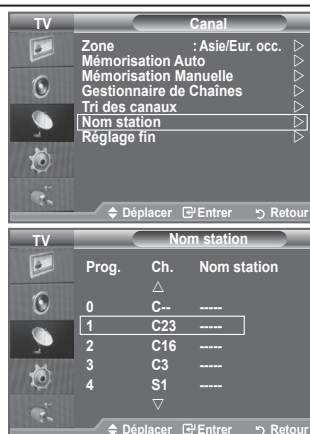 TV Canal
Zone : Asie/Eur. occ.
Mémorisation Auto
Mémorisation Manuelle
Gestionnaire de Chaînes
Tri des canaux
Nom station
Réglage fin
Déplacer Entrer Retour
TV Nom station
Prog. Ch. Nom station
0 C-- -----
1 C23 -----
2 C16 -----
3 C3 -----
4 S1 -----
Déplacer Entrer Retour